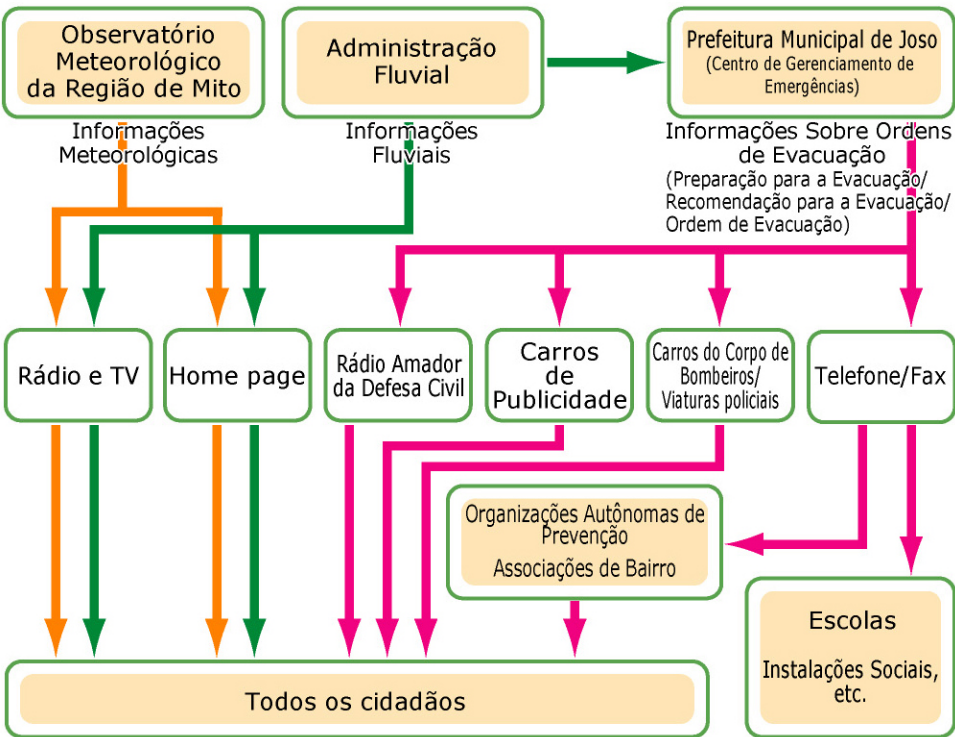 Observatório
Meteorológico
da Região de Mito
Administração
Fluvial
Prefeitura Municipal de Joso
(Centro de Gerenciamento de
Emergências)
Informações
Meteorológicas
Informações
Fluviais
Informações Sobre Ordens
de Evacuação
(Preparação para a Evacuação/
Recomendação para a Evacuação/
Ordem de Evacuação)
Rádio e TV
Home page
Rádio Amador
da Defesa Civil
Carros
de
Publicidade
Carros do Corpo de
Bombeiros/
Viaturas policiais
Telefone/Fax
Organizações Autônomas de
Prevenção
Associações de Bairro
Escolas
Instalações Sociais,
etc.
Todos os cidadãos